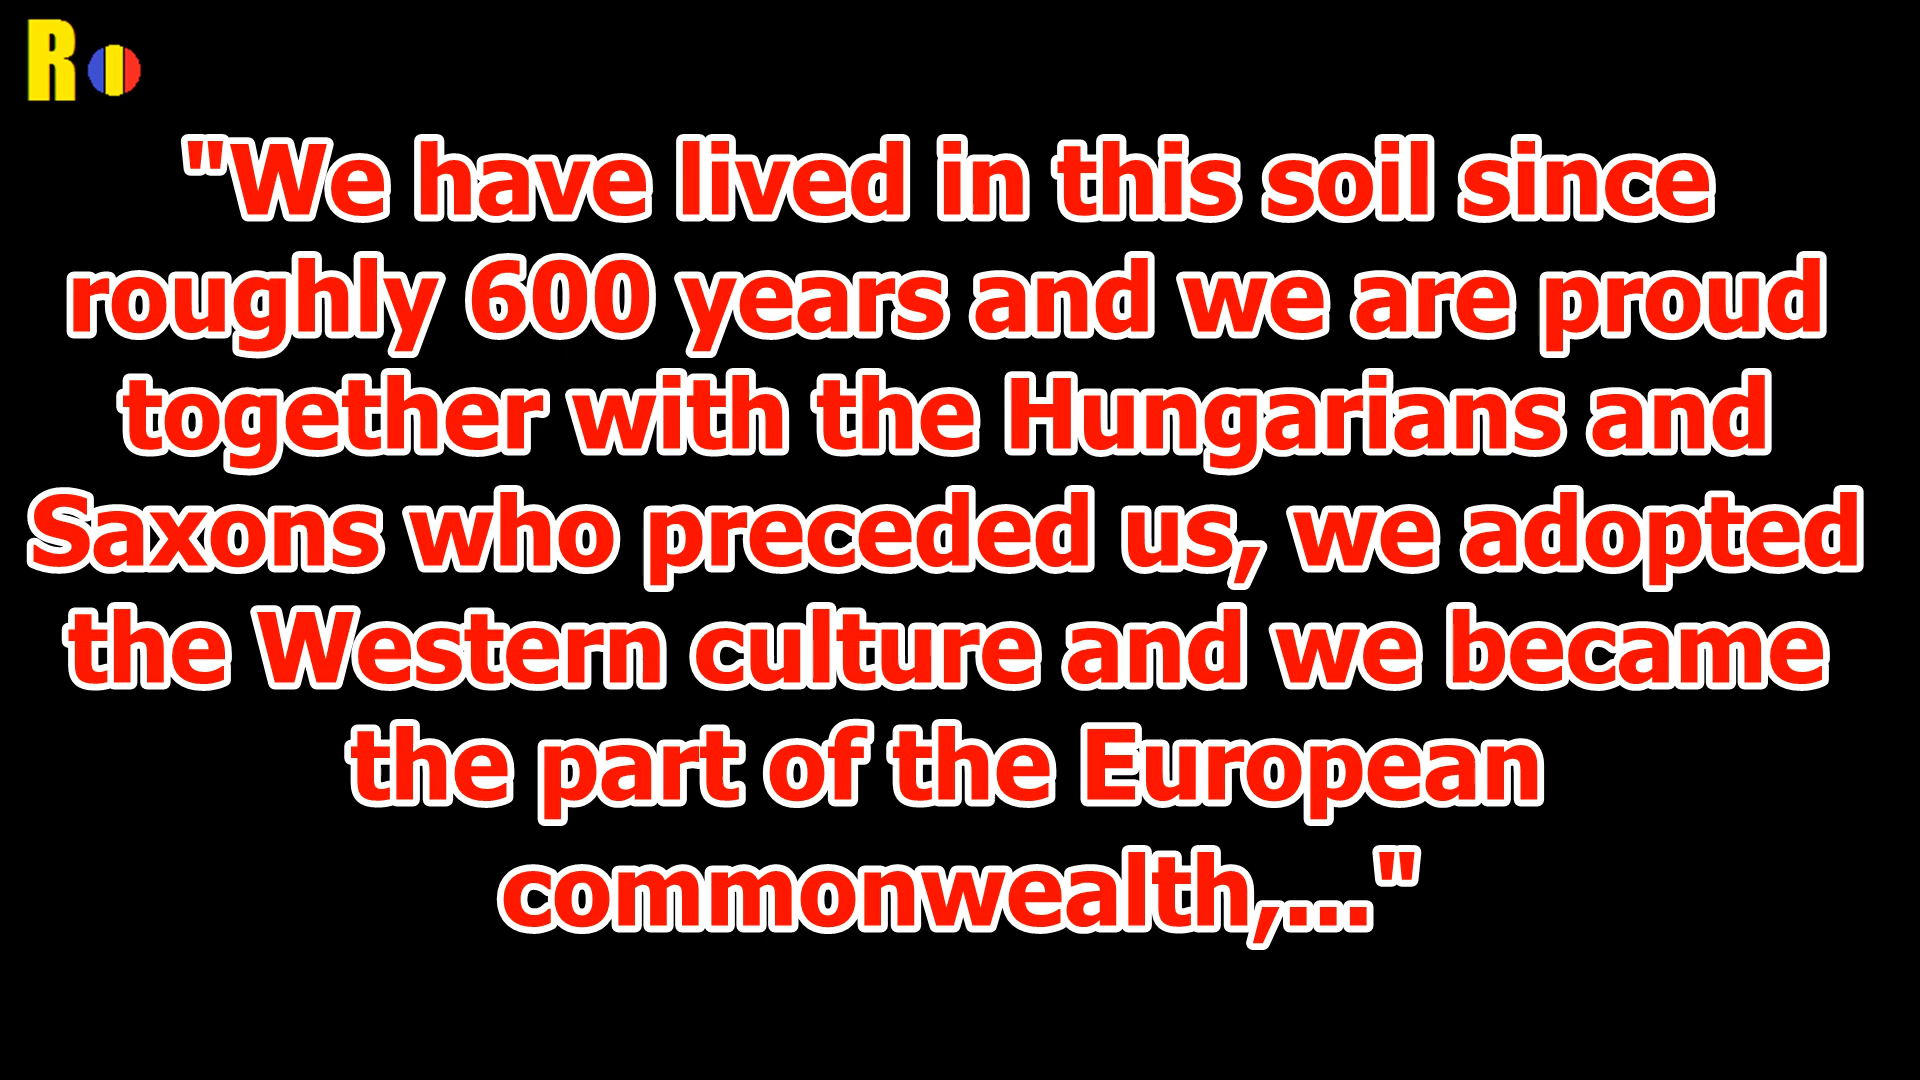 RO
"We have lived in this soil since
roughly 600 years and we are proud
together with the Hungarians and
Saxons who preceded us, we adopted
the Western culture and we became
the part of the European
commonwealth,..."